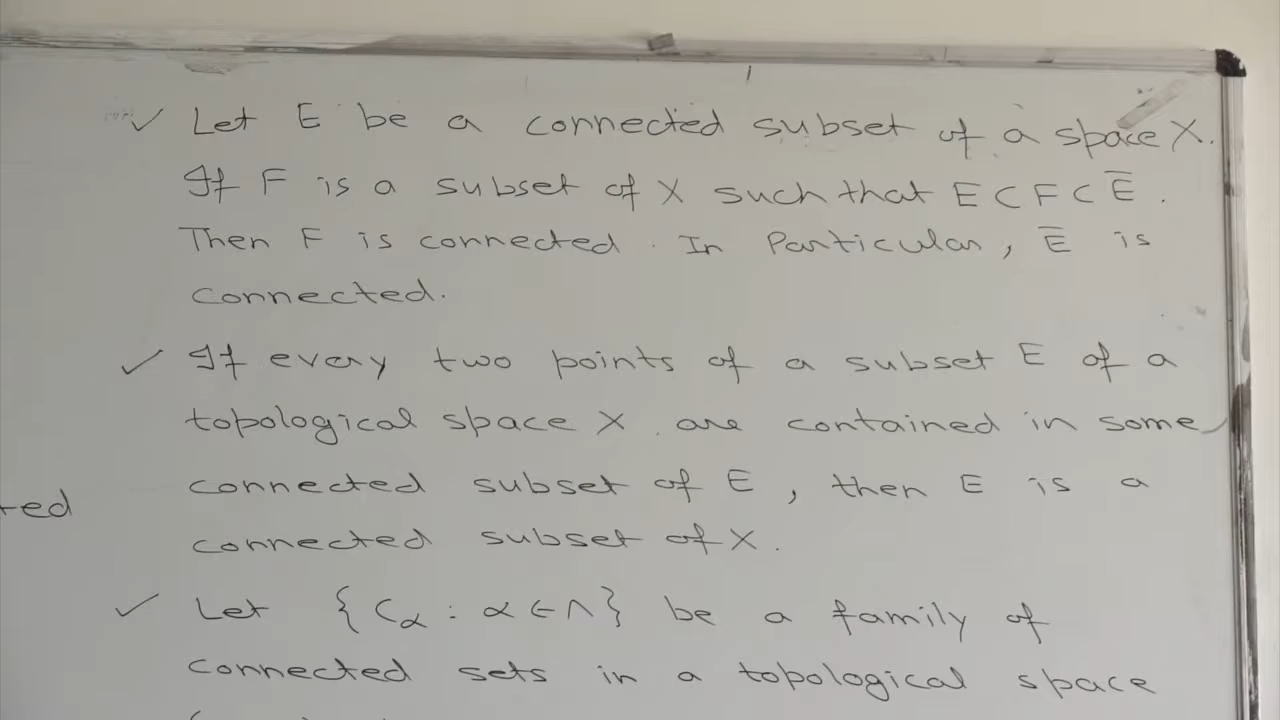 ✓ Let E be a connected subset of a space X.
If F is a subset of X such that E ⊂ F ⊂ E̅.
Then F is connected. In Particular, E̅ is
connected.
✓ If every two points of a subset E of a
topological space X are contained in some
connected subset of E, then E is a
ted
connected subset of X.
✓ Let {C_α : α ∈ Λ} be a family of
connected sets in a topological space